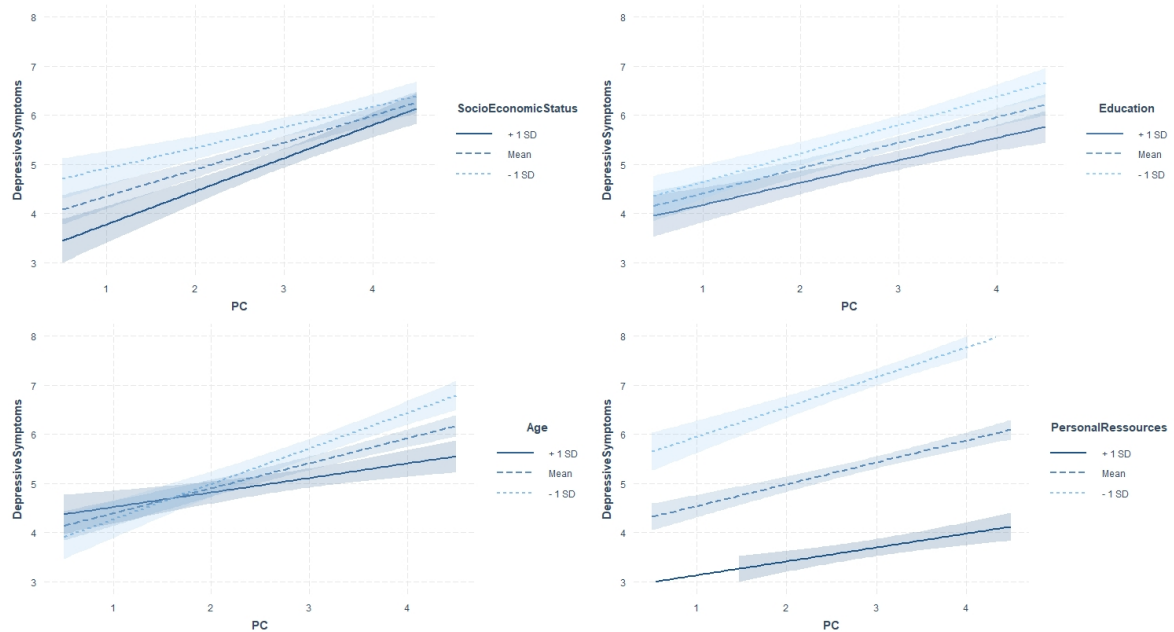 8
7
6
5
4
3
DepressiveSymptoms
1
2
3
4
PC
SocioEconomicStatus
+ 1 SD
Mean
- 1 SD
8
7
6
5
4
3
DepressiveSymptoms
1
2
3
4
PC
Education
+ 1 SD
Mean
- 1 SD
8
7
6
5
4
3
DepressiveSymptoms
1
2
3
4
PC
Age
+ 1 SD
Mean
- 1 SD
8
7
6
5
4
3
DepressiveSymptoms
1
2
3
4
PC
PersonalRessources
+ 1 SD
Mean
- 1 SD